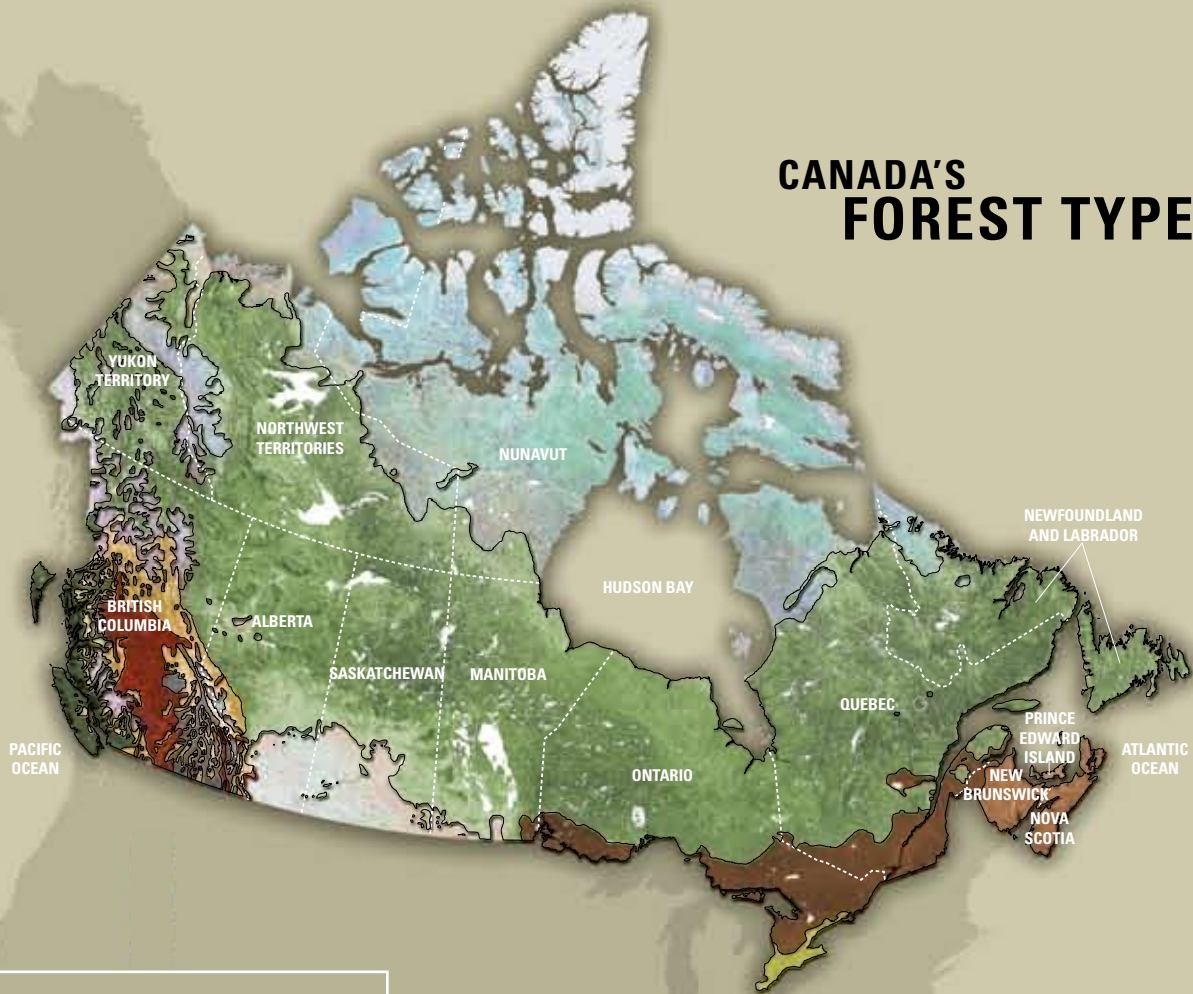 CANADA'S
FOREST TYPE
YUKON
TERRITORY
NORTHWEST
TERRITORIES
NUNAVUT
NEWFOUNDLAND
AND LABRADOR
HUDSON BAY
BRITISH
COLUMBIA
ALBERTA
SASKATCHEWAN
MANITOBA
QUEBEC
PACIFIC
OCEAN
ONTARIO
PRINCE
EDWARD
ISLAND
ATLANTIC
OCEAN
NEW
BRUNSWICK
NOVA
SCOTIA